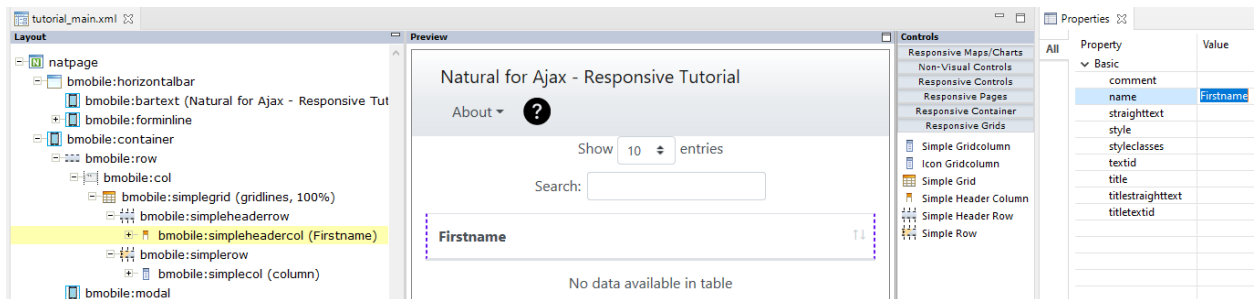 tutorial_main.xml
Layout
natpage
bmobile:horizontalbar
bmobile:bartext (Natural for Ajax - Responsive Tut
bmobile:forminline
bmobile:container
bmobile:row
bmobile:col
bmobile:simplegrid (gridlines, 100%)
bmobile:simpleheaderrow
bmobile:simpleheadercol (Firstname)
bmobile:simplerow
bmobile:simplecol (column)
bmobile:modal
Preview
Natural for Ajax - Responsive Tutorial
About ?
Show 10 entries
Search:
Firstname
No data available in table
Controls
Responsive Maps/Charts
Non-Visual Controls
Responsive Controls
Responsive Pages
Responsive Container
Responsive Grids
Simple Gridcolumn
Icon Gridcolumn
Simple Grid
Simple Header Column
Simple Header Row
Simple Row
Properties
All
Property Value
Basic
comment
name Firstname
straighttext
style
styleclasses
textid
title
titlestraighttext
titletextid